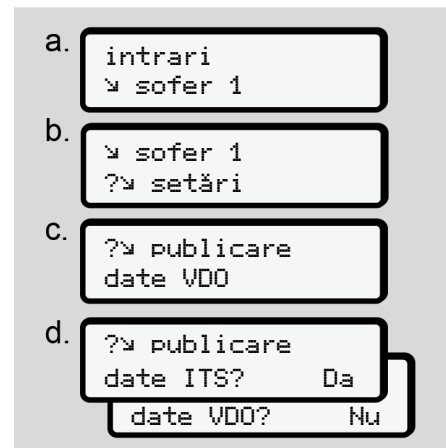 a.
intrari
↘ sofer 1
b.
↘ sofer 1
?↘ setări
c.
?↘ publicare
date VDO
d.
?↘ publicare
date ITS? Da
date VDO? Nu